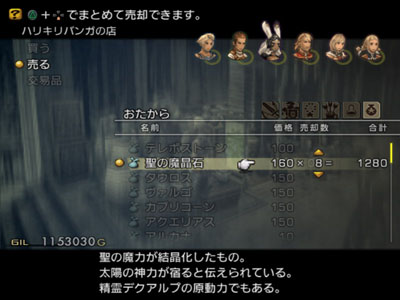 ?●+✥でまとめて売却できます。
ハリキリバンガの店
買う
売る
交易品
おたから
名前 価格 売却数 合計
テレポストーン 100
聖の魔晶石 160× 8= 1280
タウロス 150
ヴァルゴ 150
カプリコーン 150
アクエリアス 150
アルカナ
GIL 1153030G
聖の魔力が結晶化したもの。
太陽の神力が宿ると伝えられている。
精霊デクアルプの原動力でもある。